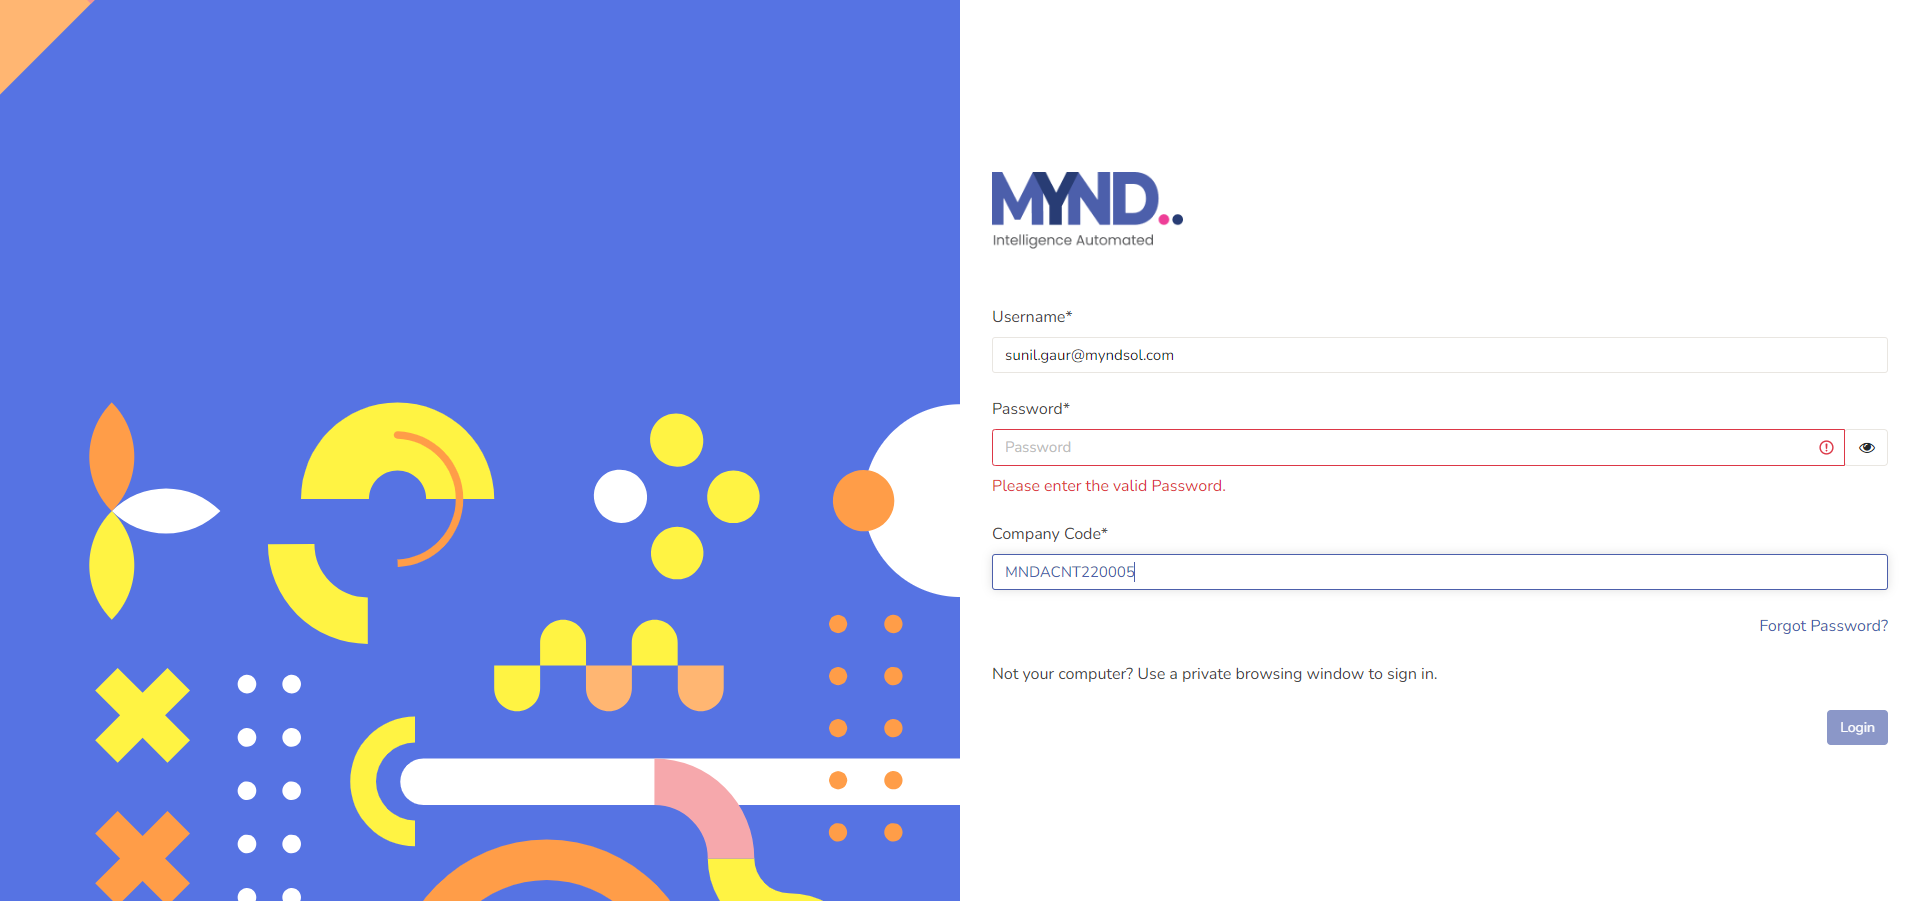 MYND..
Intelligence Automated
Username*
sunil.gaur@myndsol.com
Password*
Password
Please enter the valid Password.
Company Code*
MNDACNT220005
Forgot Password?
Not your computer? Use a private browsing window to sign in.
Login